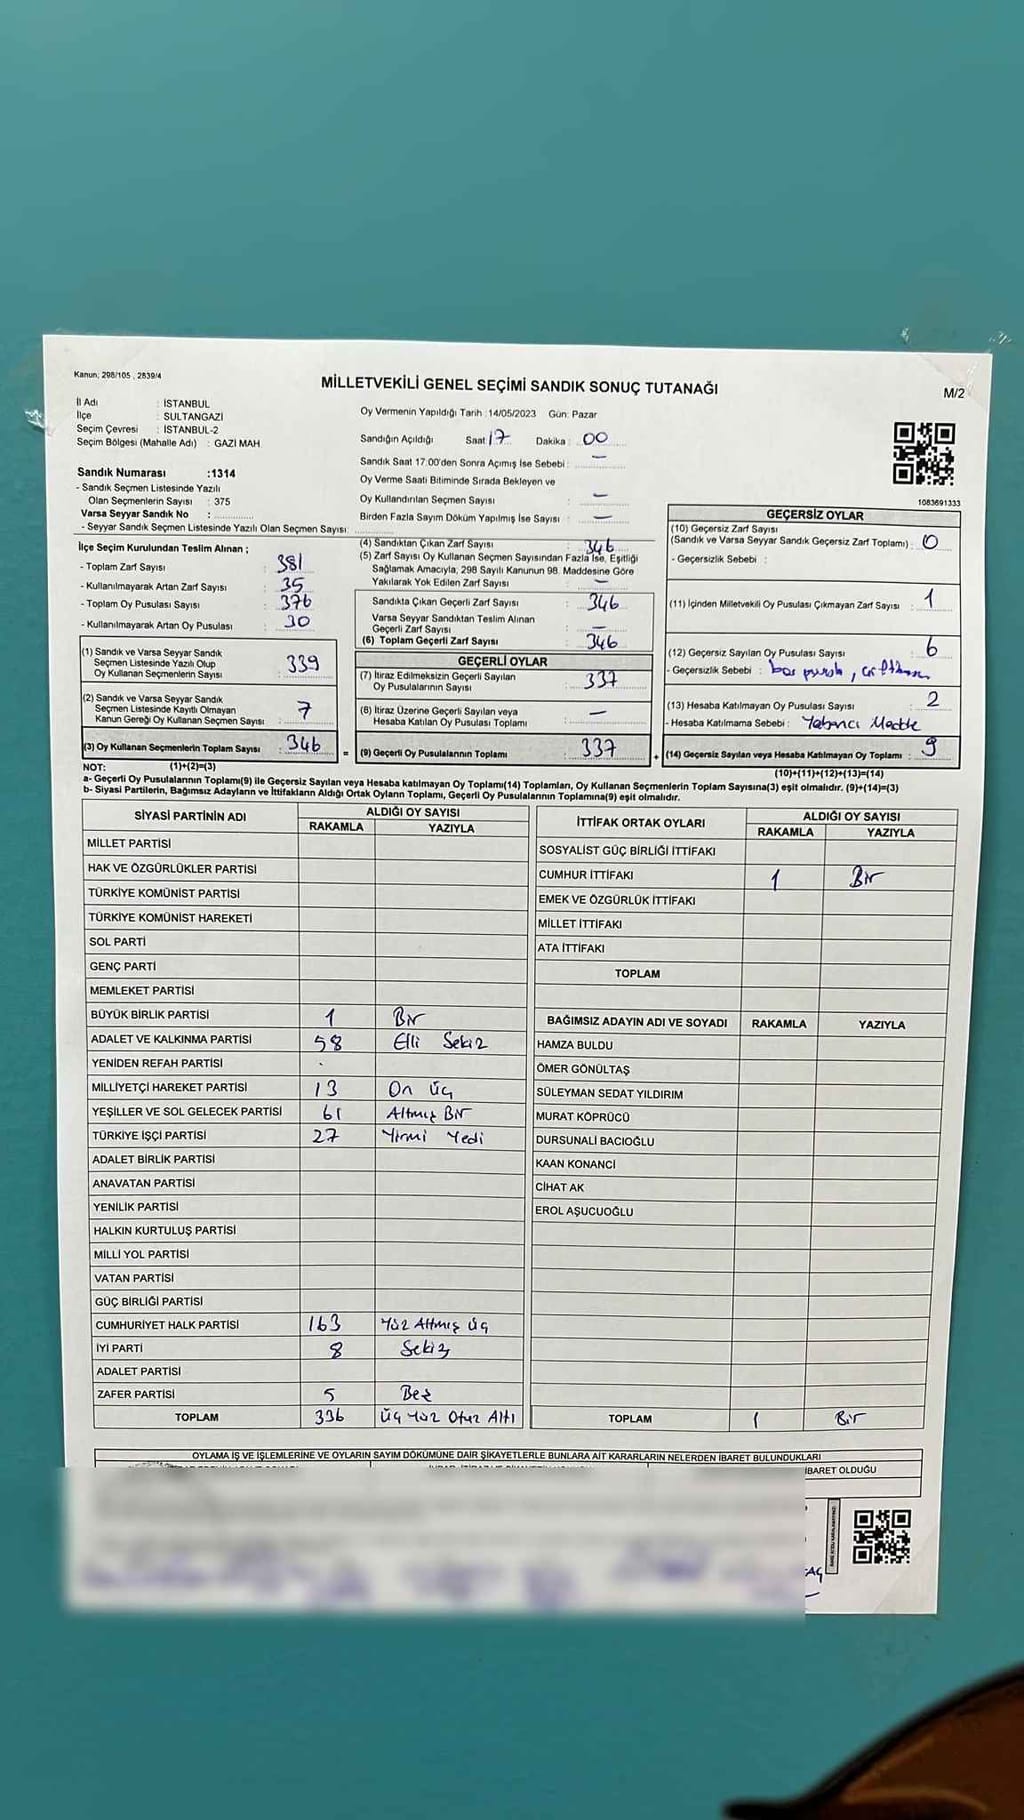 Kanun; 298/105 , 2839/4
MİLLETVEKİLİ GENEL SEÇİMİ SANDIK SONUÇ TUTANAĞI
M/2
İl Adı : İSTANBUL
İlçe : SULTANGAZİ
Seçim Çevresi : İSTANBUL-2
Seçim Bölgesi (Mahalle Adı) : GAZİ MAH.
Sandık Numarası :1314
- Sandık Seçmen Listesinde Yazılı
Olan Seçmenlerin Sayısı : 375
Varsa Seyyar Sandık No :
- Seyyar Sandık Seçmen Listesinde Yazılı Olan Seçmen Sayısı:
Oy Vermenin Yapıldığı Tarih :14/05/2023 Gün: Pazar
Sandığın Açıldığı Saat: 17 Dakika : 00
Sandık Saat 17.00'den Sonra Açımış İse Sebebi : —
Oy Verme Saati Bitiminde Sırada Bekleyen ve
Oy Kullandırılan Seçmen Sayısı : —
Birden Fazla Sayım Döküm Yapılmış İse Sayısı : —
1083691333
İlçe Seçim Kurulundan Teslim Alınan ;
- Toplam Zarf Sayısı : 381
- Kullanılmayarak Artan Zarf Sayısı : 35
- Toplam Oy Pusulası Sayısı : 376
- Kullanılmayarak Artan Oy Pusulası : 30
(1) Sandık ve Varsa Seyyar Sandık
Seçmen Listesinde Yazılı Olup
Oy Kullanan Seçmenlerin Sayısı : 339
(2) Sandık ve Varsa Seyyar Sandık
Seçmen Listesinde Kayıtlı Olmayan
Kanun Gereği Oy Kullanan Seçmen Sayısı : 7
(3) Oy Kullanan Seçmenlerin Toplam Sayısı : 346
(4) Sandıktan Çıkan Zarf Sayısı : 346
(5) Zarf Sayısı Oy Kullanan Seçmen Sayısından Fazla İse, Eşitliği
Sağlamak Amacıyla, 298 Sayılı Kanunun 98. Maddesine Göre
Yakılarak Yok Edilen Zarf Sayısı : —
Sandıkta Çıkan Geçerli Zarf Sayısı : 346
Varsa Seyyar Sandıktan Teslim Alınan
Geçerli Zarf Sayısı : —
(6) Toplam Geçerli Zarf Sayısı : 346
GEÇERLİ OYLAR
(7) İtiraz Edilmeksizin Geçerli Sayılan
Oy Pusulalarının Sayısı : 337
(8) İtiraz Üzerine Geçerli Sayılan veya
Hesaba Katılan Oy Pusulası Toplamı : —
= (9) Geçerli Oy Pusulalarının Toplamı : 337
GEÇERSİZ OYLAR
(10) Geçersiz Zarf Sayısı
(Sandık ve Varsa Seyyar Sandık Geçersiz Zarf Toplamı) : 0
- Geçersizlik Sebebi :
(11) İçinden Milletvekili Oy Pusulası Çıkmayan Zarf Sayısı : 1
(12) Geçersiz Sayılan Oy Pusulası Sayısı : 6
- Geçersizlik Sebebi :
(13) Hesaba Katılmayan Oy Pusulası Sayısı : 2
- Hesaba Katılmama Sebebi : Yabancı Madde
+ (14) Geçersiz Sayılan veya Hesaba Katılmayan Oy Toplamı : 9
NOT: (1)+(2)=(3)
(10)+(11)+(12)+(13)=(14)
a- Geçerli Oy Pusulalarının Toplamı(9) ile Geçersiz Sayılan veya Hesaba katılmayan Oy Toplamı(14) Toplamları, Oy Kullanan Seçmenlerin Toplam Sayısına(3) eşit olmalıdır. (9)+(14)=(3)
b- Siyasi Partilerin, Bağımsız Adayların ve İttifakların Aldığı Ortak Oyların Toplamı, Geçerli Oy Pusulalarının Toplamına(9) eşit olmalıdır.
SİYASİ PARTİNİN ADI ALDIĞI OY SAYISI
RAKAMLA YAZIYLA
MİLLET PARTİSİ
HAK VE ÖZGÜRLÜKLER PARTİSİ
TÜRKİYE KOMÜNİST PARTİSİ
TÜRKİYE KOMÜNİST HAREKETİ
SOL PARTİ
GENÇ PARTİ
MEMLEKET PARTİSİ
BÜYÜK BİRLİK PARTİSİ 1 Bir
ADALET VE KALKINMA PARTİSİ 58 Elli Sekiz
YENİDEN REFAH PARTİSİ
MİLLİYETÇİ HAREKET PARTİSİ 13 On üç
YEŞİLLER VE SOL GELECEK PARTİSİ 61 Altmış Bir
TÜRKİYE İŞÇİ PARTİSİ 27 Yirmi Yedi
ADALET BİRLİK PARTİSİ
ANAVATAN PARTİSİ
YENİLİK PARTİSİ
HALKIN KURTULUŞ PARTİSİ
MİLLİ YOL PARTİSİ
VATAN PARTİSİ
GÜÇ BİRLİĞİ PARTİSİ
CUMHURİYET HALK PARTİSİ 163 Yüz Altmış üç
İYİ PARTİ 8 Sekiz
ADALET PARTİSİ
ZAFER PARTİSİ 5 Beş
TOPLAM 336 üç Yüz Otuz Altı
İTTİFAK ORTAK OYLARI ALDIĞI OY SAYISI
RAKAMLA YAZIYLA
SOSYALİST GÜÇ BİRLİĞİ İTTİFAKI
CUMHUR İTTİFAKI 1 Bir
EMEK VE ÖZGÜRLÜK İTTİFAKI
MİLLET İTTİFAKI
ATA İTTİFAKI
TOPLAM
BAĞIMSIZ ADAYIN ADI VE SOYADI RAKAMLA YAZIYLA
HAMZA BULDU
ÖMER GÖNÜLTAŞ
SÜLEYMAN SEDAT YILDIRIM
MURAT KÖPRÜCÜ
DURSUNALİ BACIOĞLU
KAAN KONANCİ
CİHAT AK
EROL AŞUCUOĞLU
TOPLAM 1 Bir
OYLAMA İŞ VE İŞLEMLERİNE VE OYLARIN SAYIM DÖKÜMÜNE DAİR ŞİKAYETLERLE BUNLARA AİT KARARLARIN NELERDEN İBARET BULUNDUKLARI
İBARET OLDUĞU